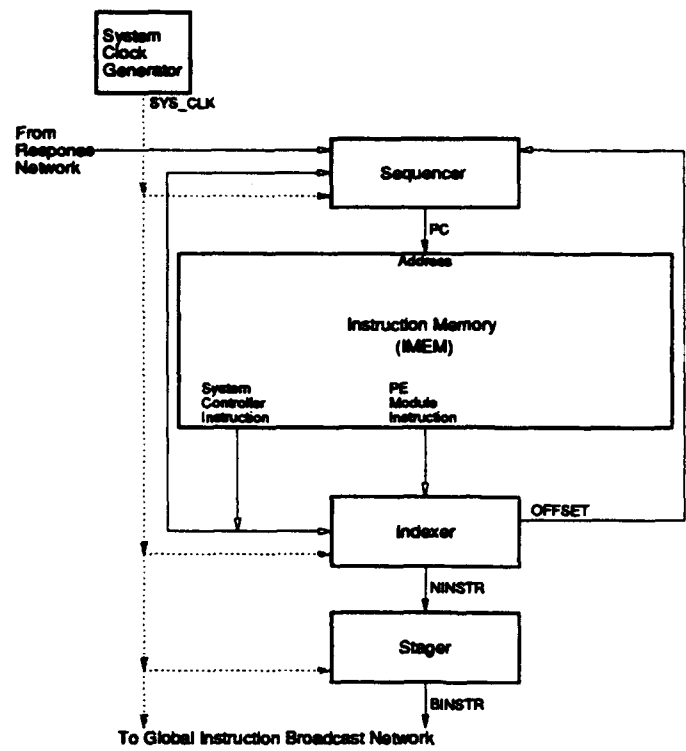 System
Clock
Generator
SYS_CLK
From
Response
Network
Sequencer
PC
Address
Instruction Memory
(IMEM)
System
Controller
Instruction
PE
Module
Instruction
OFFSET
Indexer
NINSTR
Stager
BINSTR
To Global Instruction Broadcast Network